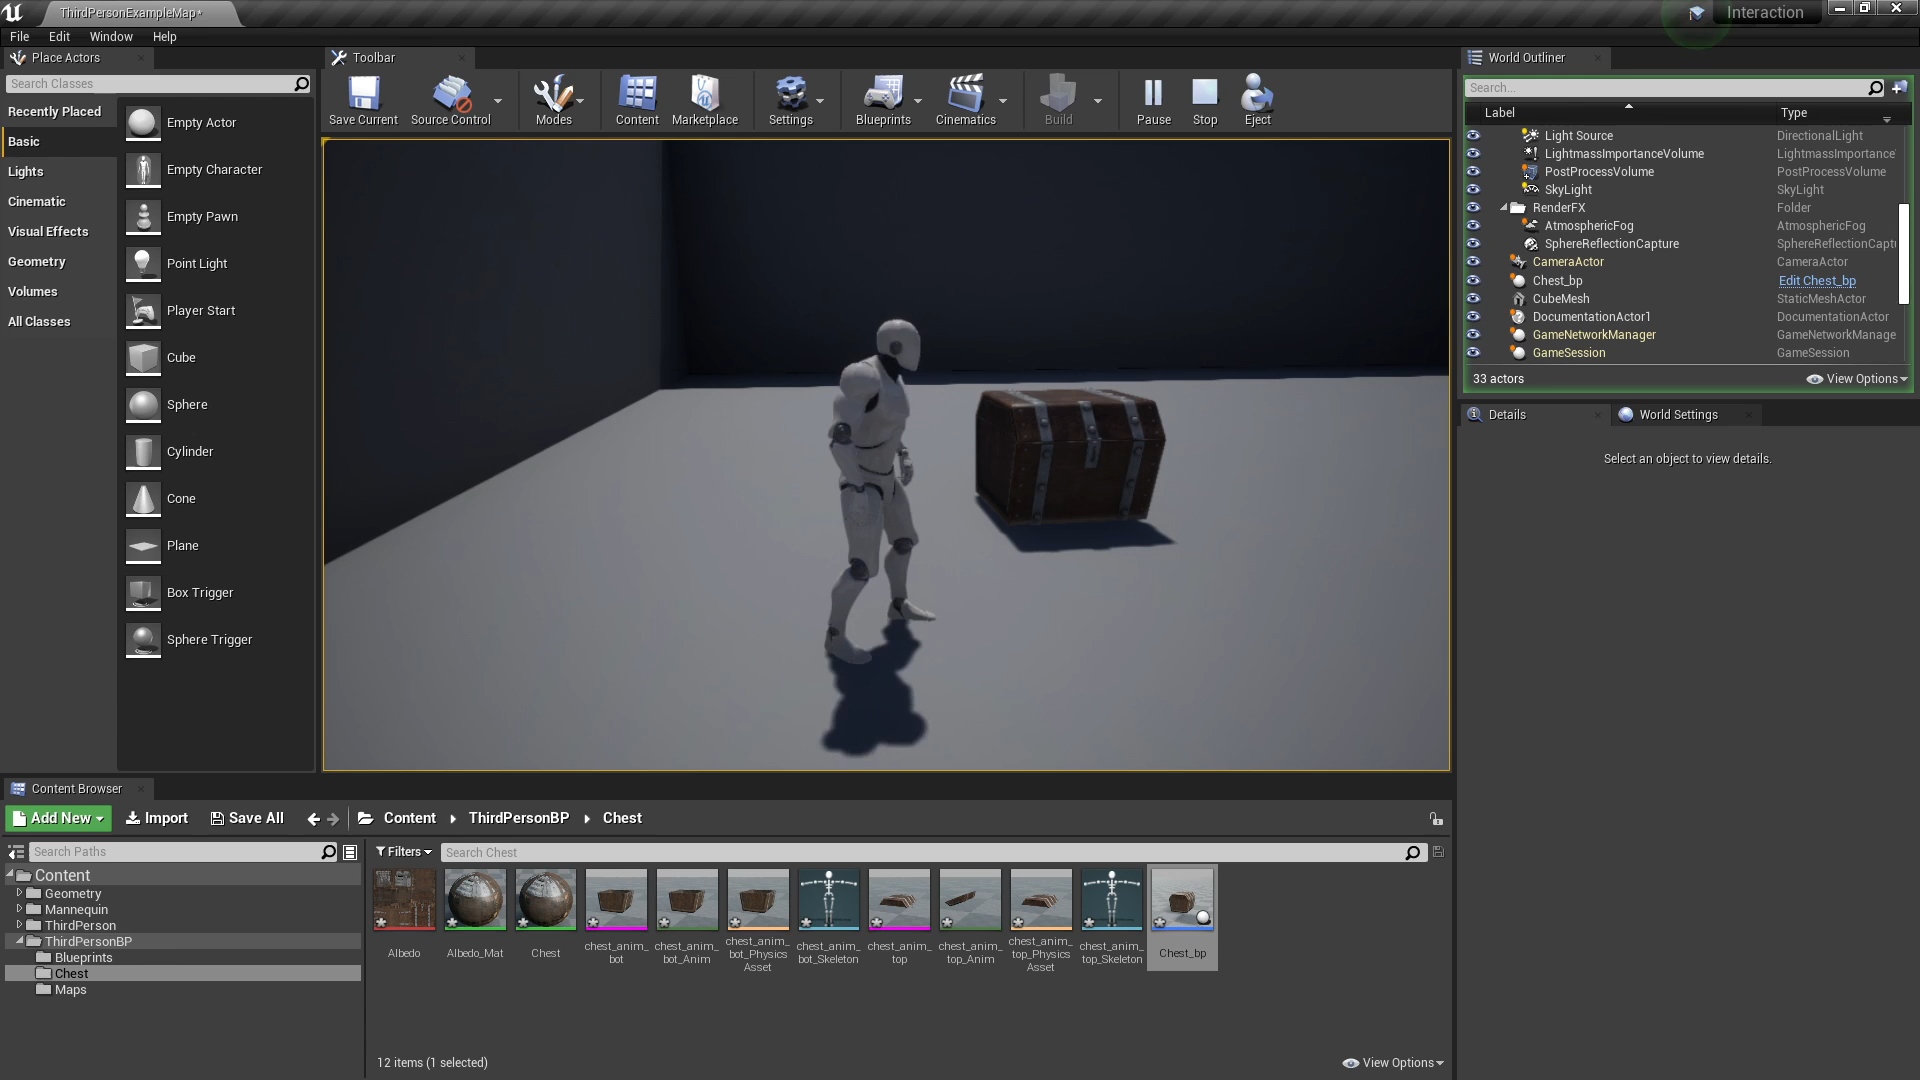 ThirdPersonExampleMap*
Interaction
File Edit Window Help
Place Actors
Toolbar
World Outliner
Search Classes
Recently Placed
Basic
Lights
Cinematic
Visual Effects
Geometry
Volumes
All Classes
Empty Actor
Empty Character
Empty Pawn
Point Light
Player Start
Cube
Sphere
Cylinder
Cone
Plane
Box Trigger
Sphere Trigger
Save Current
Source Control
Modes
Content
Marketplace
Settings
Blueprints
Cinematics
Build
Pause
Stop
Eject
Search...
Label Type
Light Source DirectionalLight
LightmassImportanceVolume LightmassImportance
PostProcessVolume PostProcessVolume
SkyLight SkyLight
RenderFX Folder
AtmosphericFog AtmosphericFog
SphereReflectionCapture SphereReflectionCaptu
CameraActor CameraActor
Chest_bp Edit Chest_bp
CubeMesh StaticMeshActor
DocumentationActor1 DocumentationActor
GameNetworkManager GameNetworkManage
GameSession GameSession
33 actors
View Options
Details
World Settings
Select an object to view details.
Content Browser
Add New
Import
Save All
Content
ThirdPersonBP
Chest
Search Paths
Filters
Search Chest
Content
Geometry
Mannequin
ThirdPerson
ThirdPersonBP
Blueprints
Chest
Maps
Albedo
Albedo_Mat
Chest
chest_anim_
bot
chest_anim_
bot_Anim
chest_anim_
bot_Physics
Asset
chest_anim_
bot_Skeleton
chest_anim_
top
chest_anim_
top_Anim
chest_anim_
top_Physics
Asset
chest_anim_
top_Skeleton
Chest_bp
12 items (1 selected)
View Options